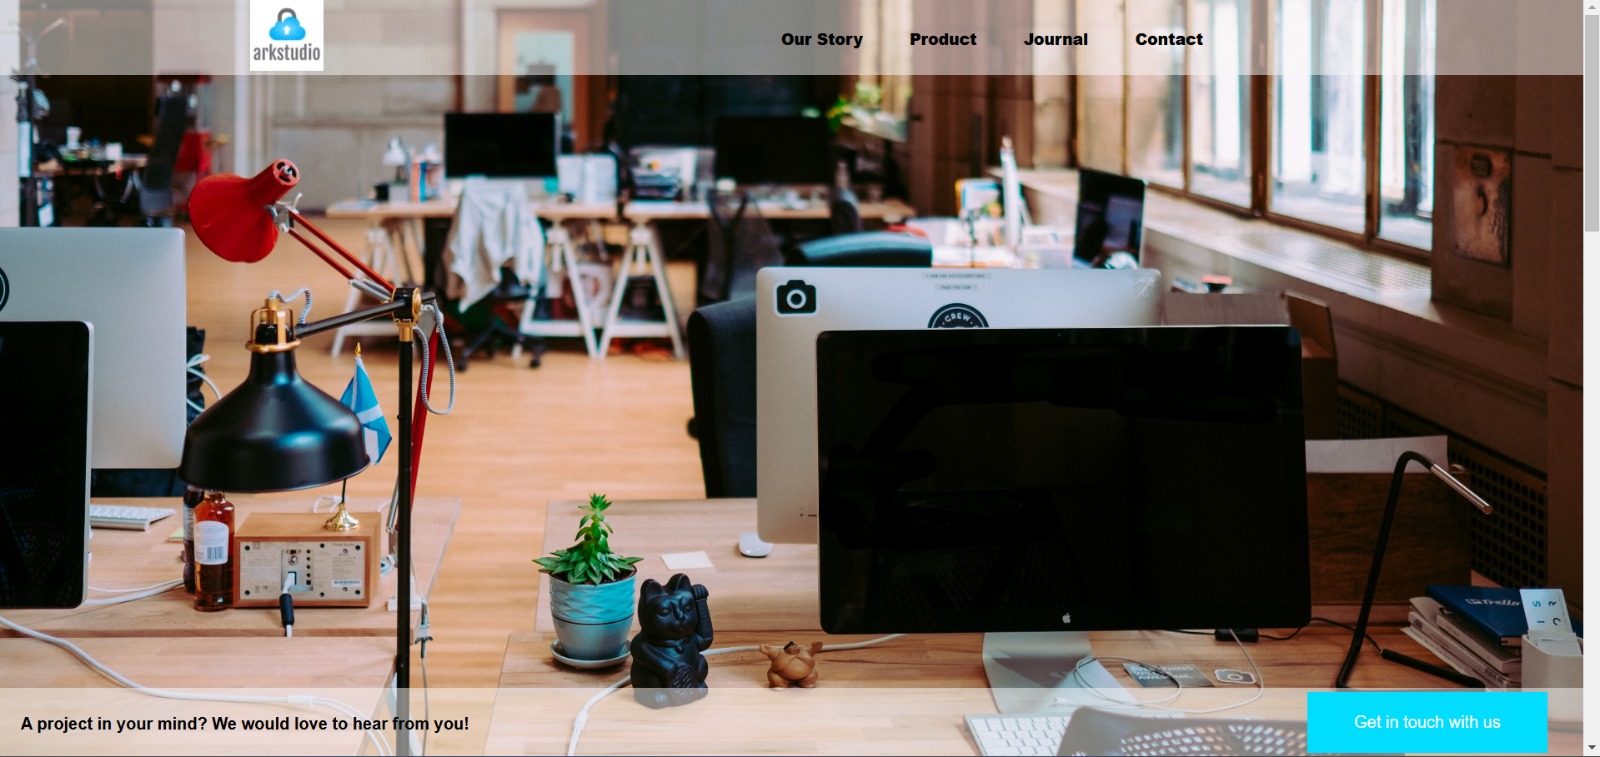 arkstudio
Our Story Product Journal Contact
CREW
Trello
A project in your mind? We would love to hear from you!
Get in touch with us